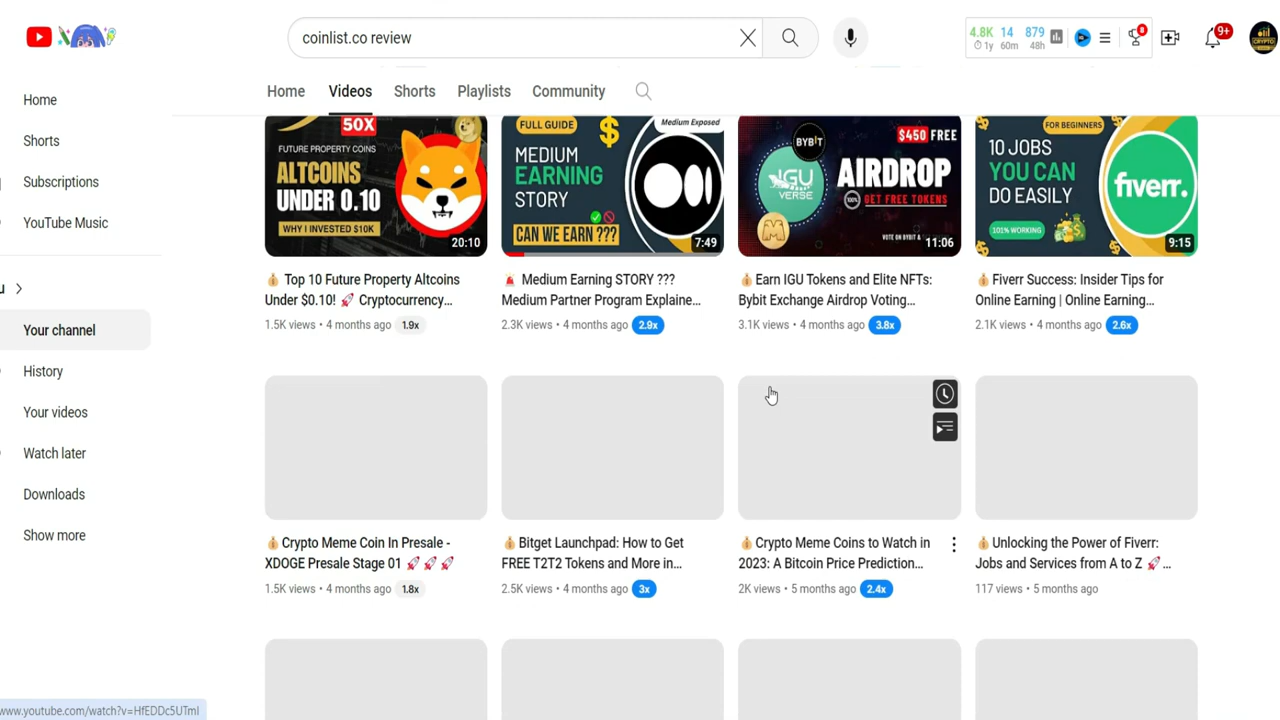 coinlist.co review
4.8K 14 879
1y 60m 48h
8
9+
Home Videos Shorts Playlists Community
Home
Shorts
Subscriptions
YouTube Music
u
Your channel
History
Your videos
Watch later
Downloads
Show more
50X
FUTURE PROPERTY COINS
ALTCOINS
UNDER 0.10
WHY I INVESTED $10K
20:10
💰 Top 10 Future Property Altcoins
Under $0.10! 🚀 Cryptocurrency...
1.5K views • 4 months ago 1.9x
FULL GUIDE
Medium Exposed
MEDIUM
EARNING
STORY
CAN WE EARN ???
7:49
🚨 Medium Earning STORY ???
Medium Partner Program Explaine...
2.3K views • 4 months ago 2.9x
BYBIT
$450 FREE
IGU
VERSE
AIRDROP
100% GET FREE TOKENS
VOTE ON BYBIT &
11:06
💰Earn IGU Tokens and Elite NFTs:
Bybit Exchange Airdrop Voting...
3.1K views • 4 months ago 3.8x
FOR BEGINNERS
10 JOBS
YOU CAN
DO EASILY
fiverr.
101% WORKING
9:15
💰Fiverr Success: Insider Tips for
Online Earning | Online Earning...
2.1K views • 4 months ago 2.6x
💰Crypto Meme Coin In Presale -
XDOGE Presale Stage 01 🚀🚀🚀
1.5K views • 4 months ago 1.8x
💰Bitget Launchpad: How to Get
FREE T2T2 Tokens and More in...
2.5K views • 4 months ago 3x
💰Crypto Meme Coins to Watch in
2023: A Bitcoin Price Prediction...
2K views • 5 months ago 2.4x
💰Unlocking the Power of Fiverr:
Jobs and Services from A to Z 🚀...
117 views • 5 months ago
www.youtube.com/watch?v=HfEDDc5UTmI